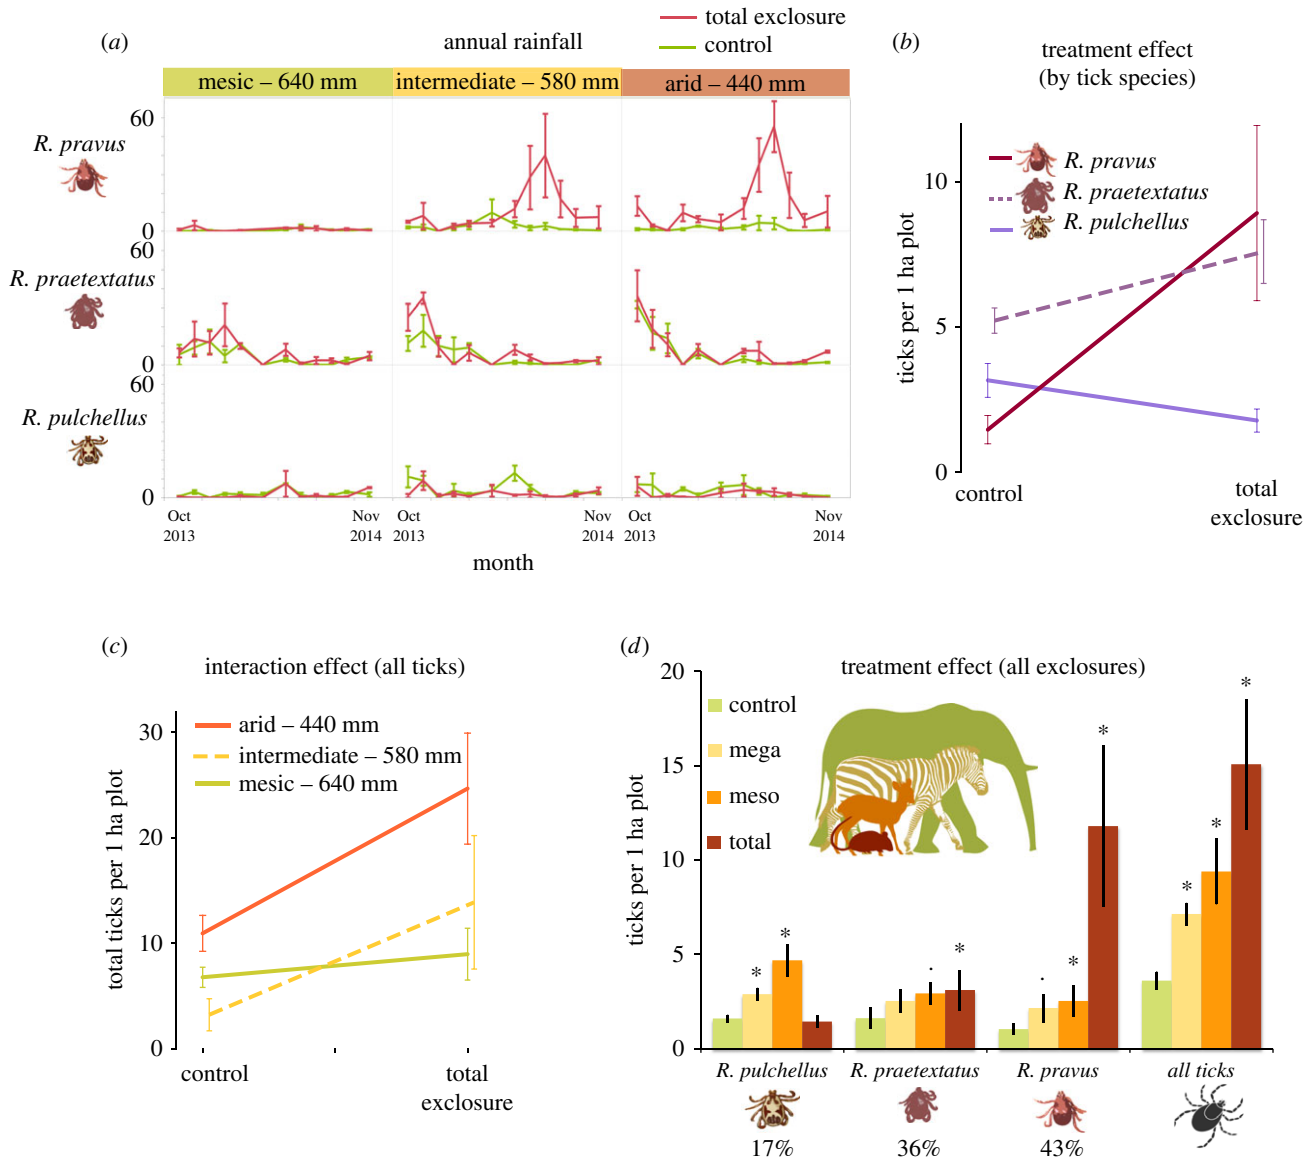 (a)
annual rainfall
total exclosure
control
mesic – 640 mm
intermediate – 580 mm
arid – 440 mm
60
R. pravus
0
60
R. praetextatus
0
60
R. pulchellus
0
Oct
2013
Nov
2014
Oct
2013
Nov
2014
Oct
2013
Nov
2014
month
(b)
treatment effect
(by tick species)
R. pravus
R. praetextatus
R. pulchellus
ticks per 1 ha plot
10
5
0
control
total
exclosure
(c)
interaction effect (all ticks)
arid – 440 mm
intermediate – 580 mm
mesic – 640 mm
total ticks per 1 ha plot
30
20
10
0
control
total
exclosure
(d)
treatment effect (all exclosures)
control
mega
meso
total
ticks per 1 ha plot
20
15
10
5
0
*
*
.
*
.
*
*
*
*
*
R. pulchellus
R. praetextatus
R. pravus
all ticks
17%
36%
43%